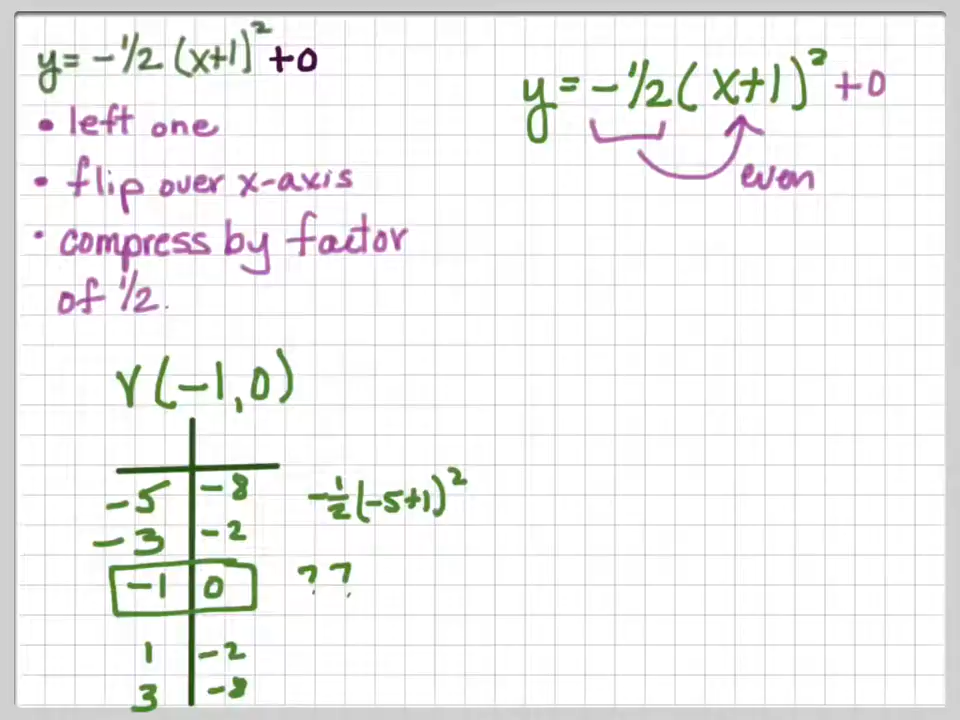 y = -1/2 (x+1)² +0
• left one
• flip over x-axis
• compress by factor
of 1/2.
V(-1,0)
-5 -8
-3 -2
-1 0
1 -2
3 -8
-1/2(-5+1)²
??
y = -1/2 (x+1)² +0
even